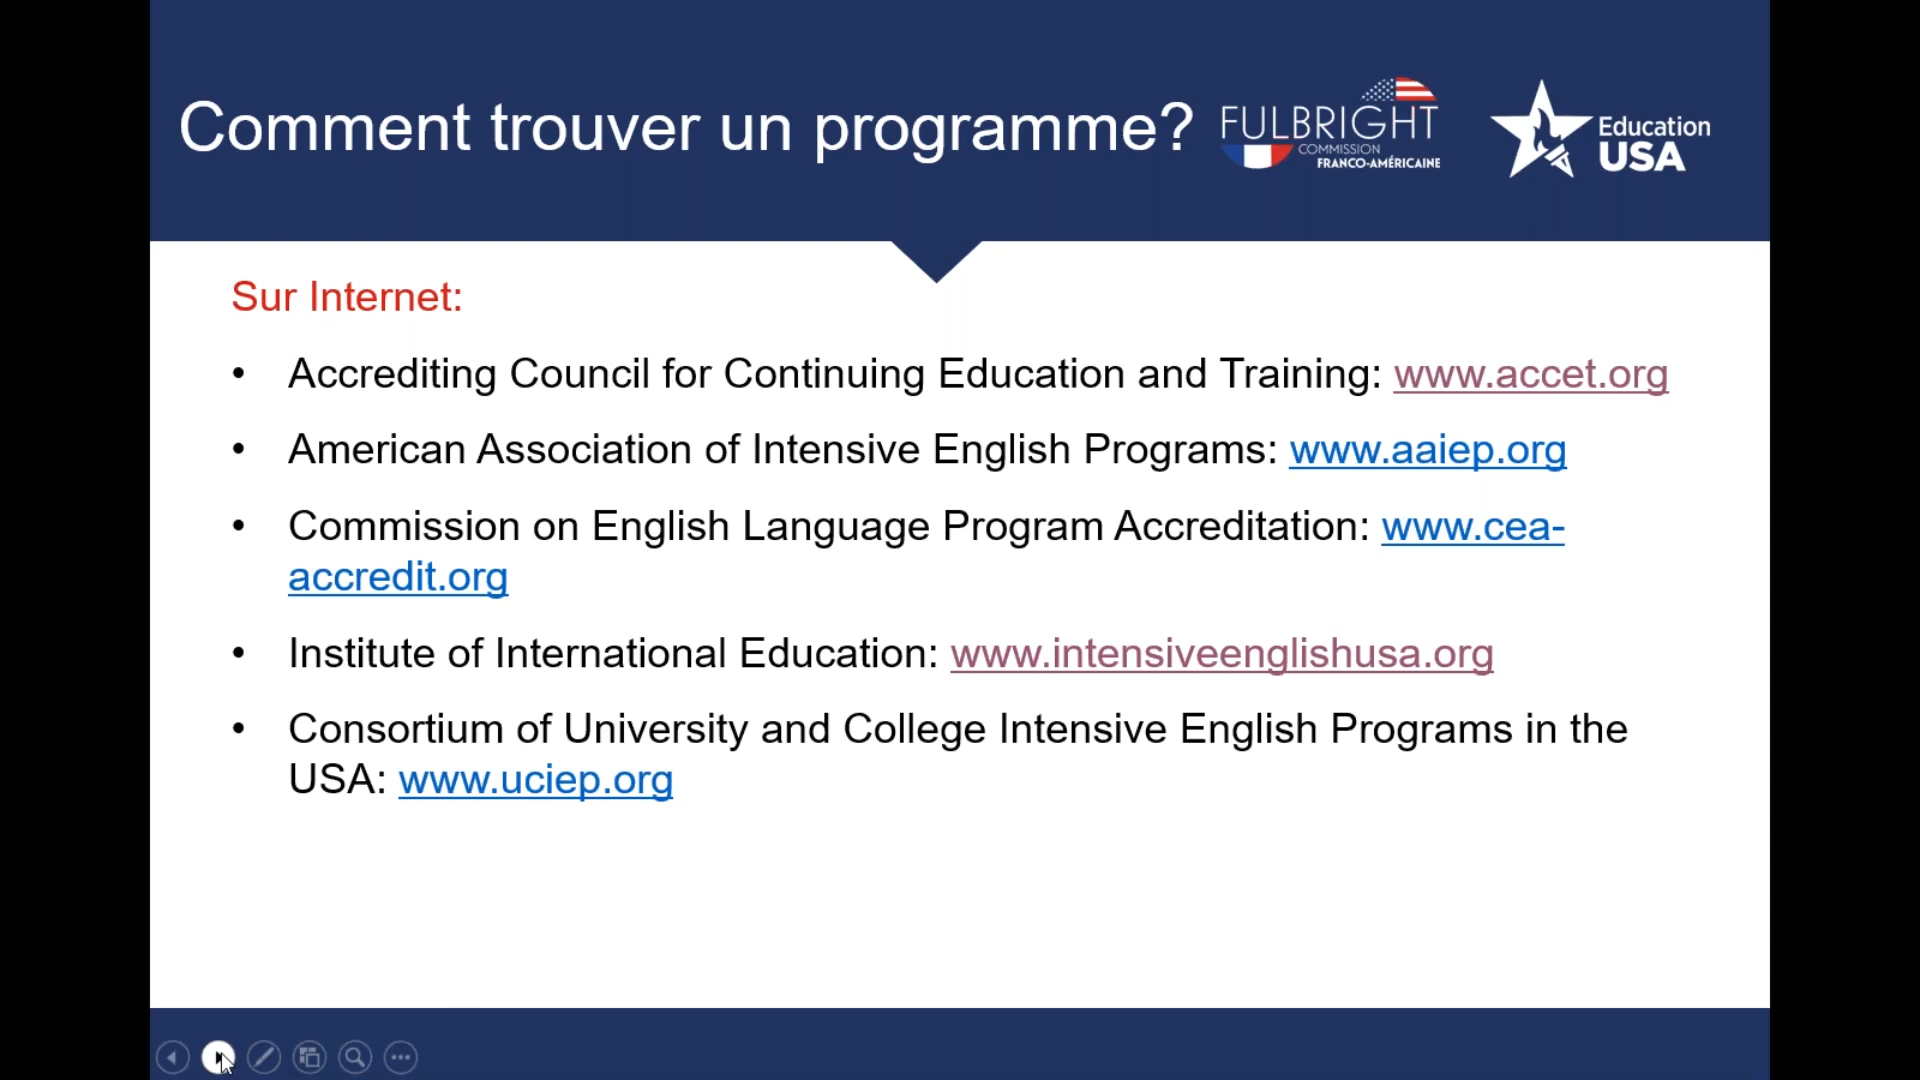 Comment trouver un programme?
FULBRIGHT
COMMISSION
FRANCO-AMÉRICAINE
Education
USA
Sur Internet:
• Accrediting Council for Continuing Education and Training: www.accet.org
• American Association of Intensive English Programs: www.aaiep.org
• Commission on English Language Program Accreditation: www.cea-
accredit.org
• Institute of International Education: www.intensiveenglishusa.org
• Consortium of University and College Intensive English Programs in the
USA: www.uciep.org